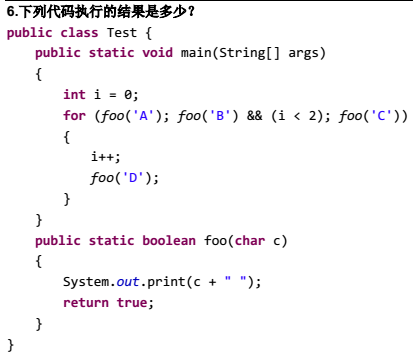 6.下列代码执行的结果是多少?
public class Test {
    public static void main(String[] args)
    {
        int i = 0;
        for (foo('A'); foo('B') && (i < 2); foo('C'))
        {
            i++;
            foo('D');
        }
    }
    public static boolean foo(char c)
    {
        System.out.print(c + " ");
        return true;
    }
}